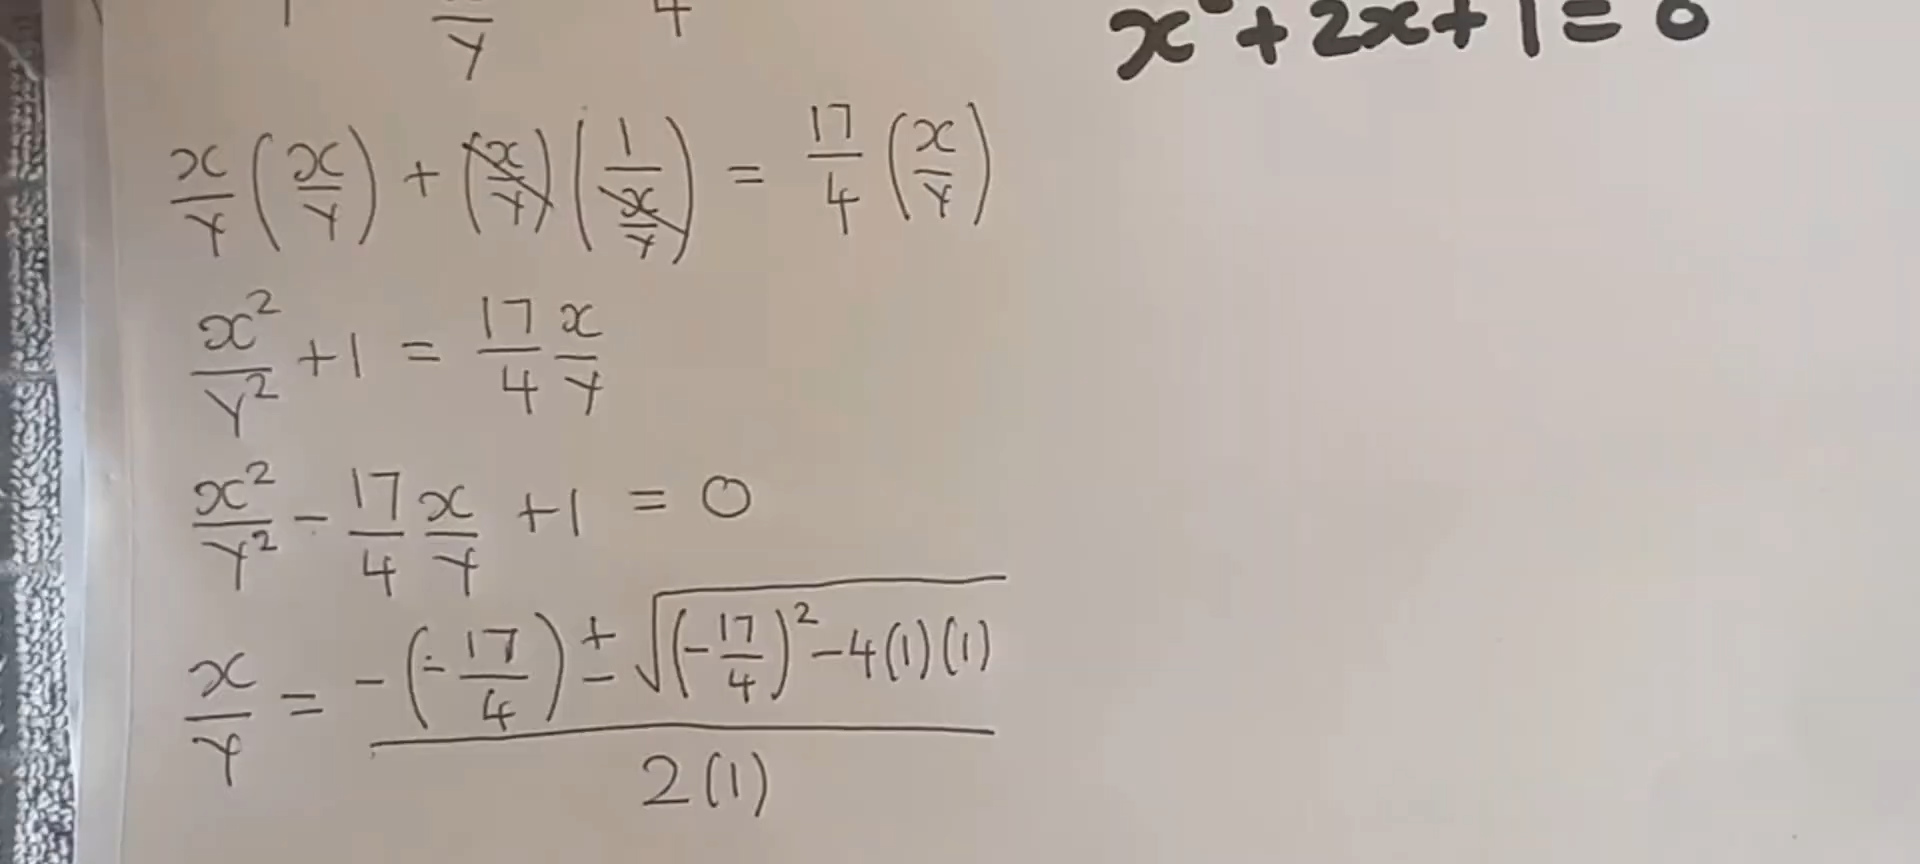 x² + 2x + 1 = 0
x/y (x/y) + (x/y) (1/(x/y)) = 17/4 (x/y)
x²/y² + 1 = 17/4 x/y
x²/y² - 17/4 x/y + 1 = 0
x/y = (-(-17/4) ± √((-17/4)² - 4(1)(1))) / 2(1)